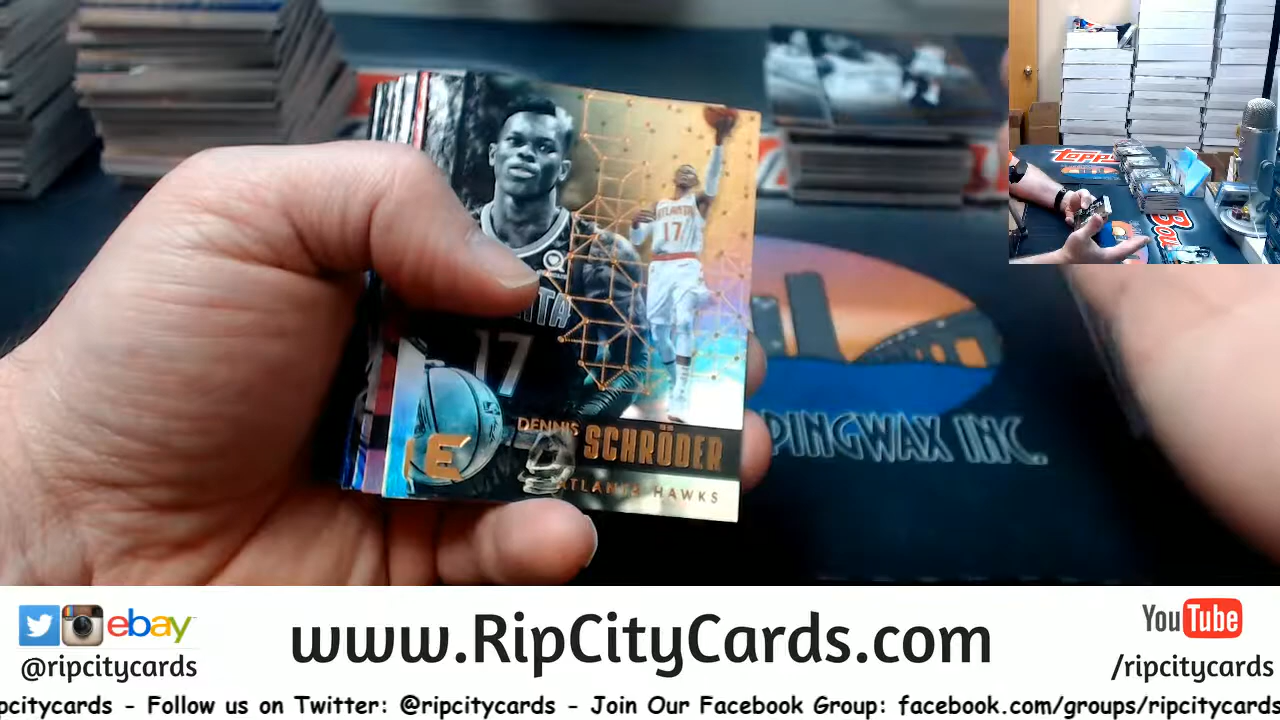 Topps
ATLANTA
17
17
DENNIS
SCHRÖDER
ATLANTA HAWKS
E
PINGWAX INC.
ebay
@ripcitycards
www.RipCityCards.com
YouTube
/ripcitycards
pcitycards - Follow us on Twitter: @ripcitycards - Join Our Facebook Group: facebook.com/groups/ripcitycards